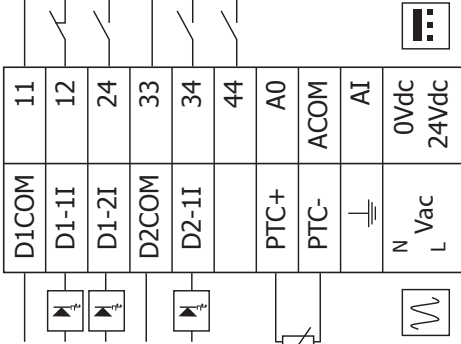 11
12
24
33
34
44
A0
ACOM
AI
0Vdc
24Vdc
D1COM
D1-1I
D1-2I
D2COM
D2-1I
PTC+
PTC-
N
L Vac